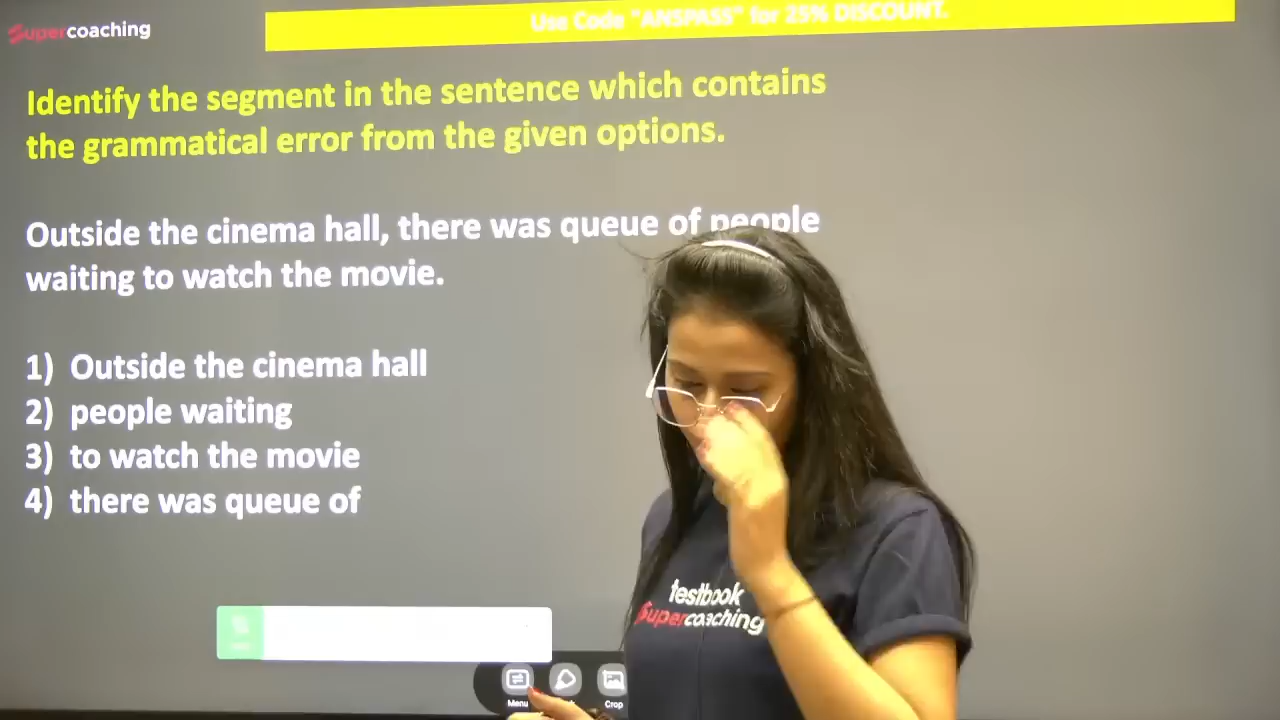 Supercoaching
Use Code "ANSPASS" for 25% DISCOUNT.
Identify the segment in the sentence which contains
the grammatical error from the given options.
Outside the cinema hall, there was queue of people
waiting to watch the movie.
1) Outside the cinema hall
2) people waiting
3) to watch the movie
4) there was queue of
testbook
Supercoaching
Menu
Crop